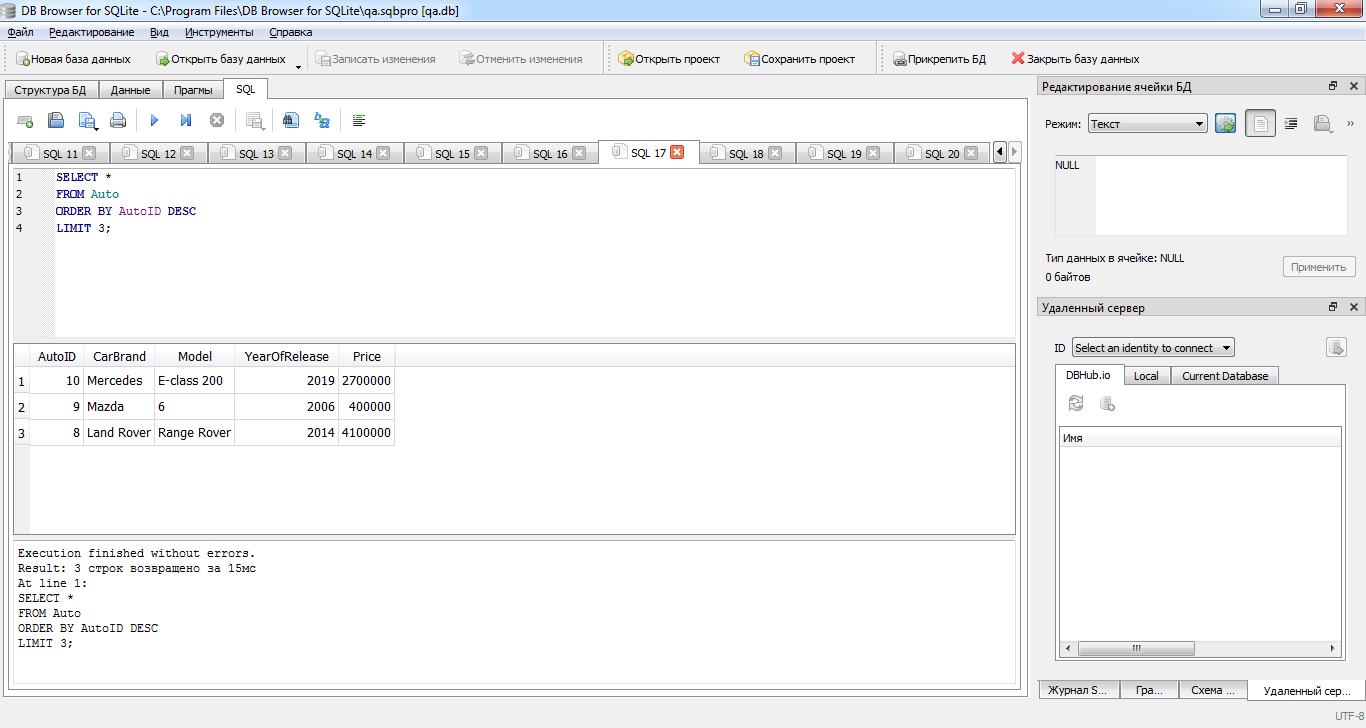 DB Browser for SQLite - C:\Program Files\DB Browser for SQLite\qa.sqbpro [qa.db]
Файл Редактирование Вид Инструменты Справка
Новая база данных Открыть базу данных Записать изменения Отменить изменения Открыть проект Сохранить проект Прикрепить БД Закрыть базу данных
Структура БД Данные Прагмы SQL
SQL 11 SQL 12 SQL 13 SQL 14 SQL 15 SQL 16 SQL 17 SQL 18 SQL 19 SQL 20
1 SELECT *
2 FROM Auto
3 ORDER BY AutoID DESC
4 LIMIT 3;
AutoID CarBrand Model YearOfRelease Price
1 10 Mercedes E-class 200 2019 2700000
2 9 Mazda 6 2006 400000
3 8 Land Rover Range Rover 2014 4100000
Execution finished without errors.
Result: 3 строк возвращено за 15мс
At line 1:
SELECT *
FROM Auto
ORDER BY AutoID DESC
LIMIT 3;
Редактирование ячейки БД
Режим: Текст
NULL
Тип данных в ячейке: NULL
0 байтов
Применить
Удаленный сервер
ID Select an identity to connect
DBHub.io Local Current Database
Имя
Журнал S... Гра... Схема ... Удаленный сер...
UTF-8